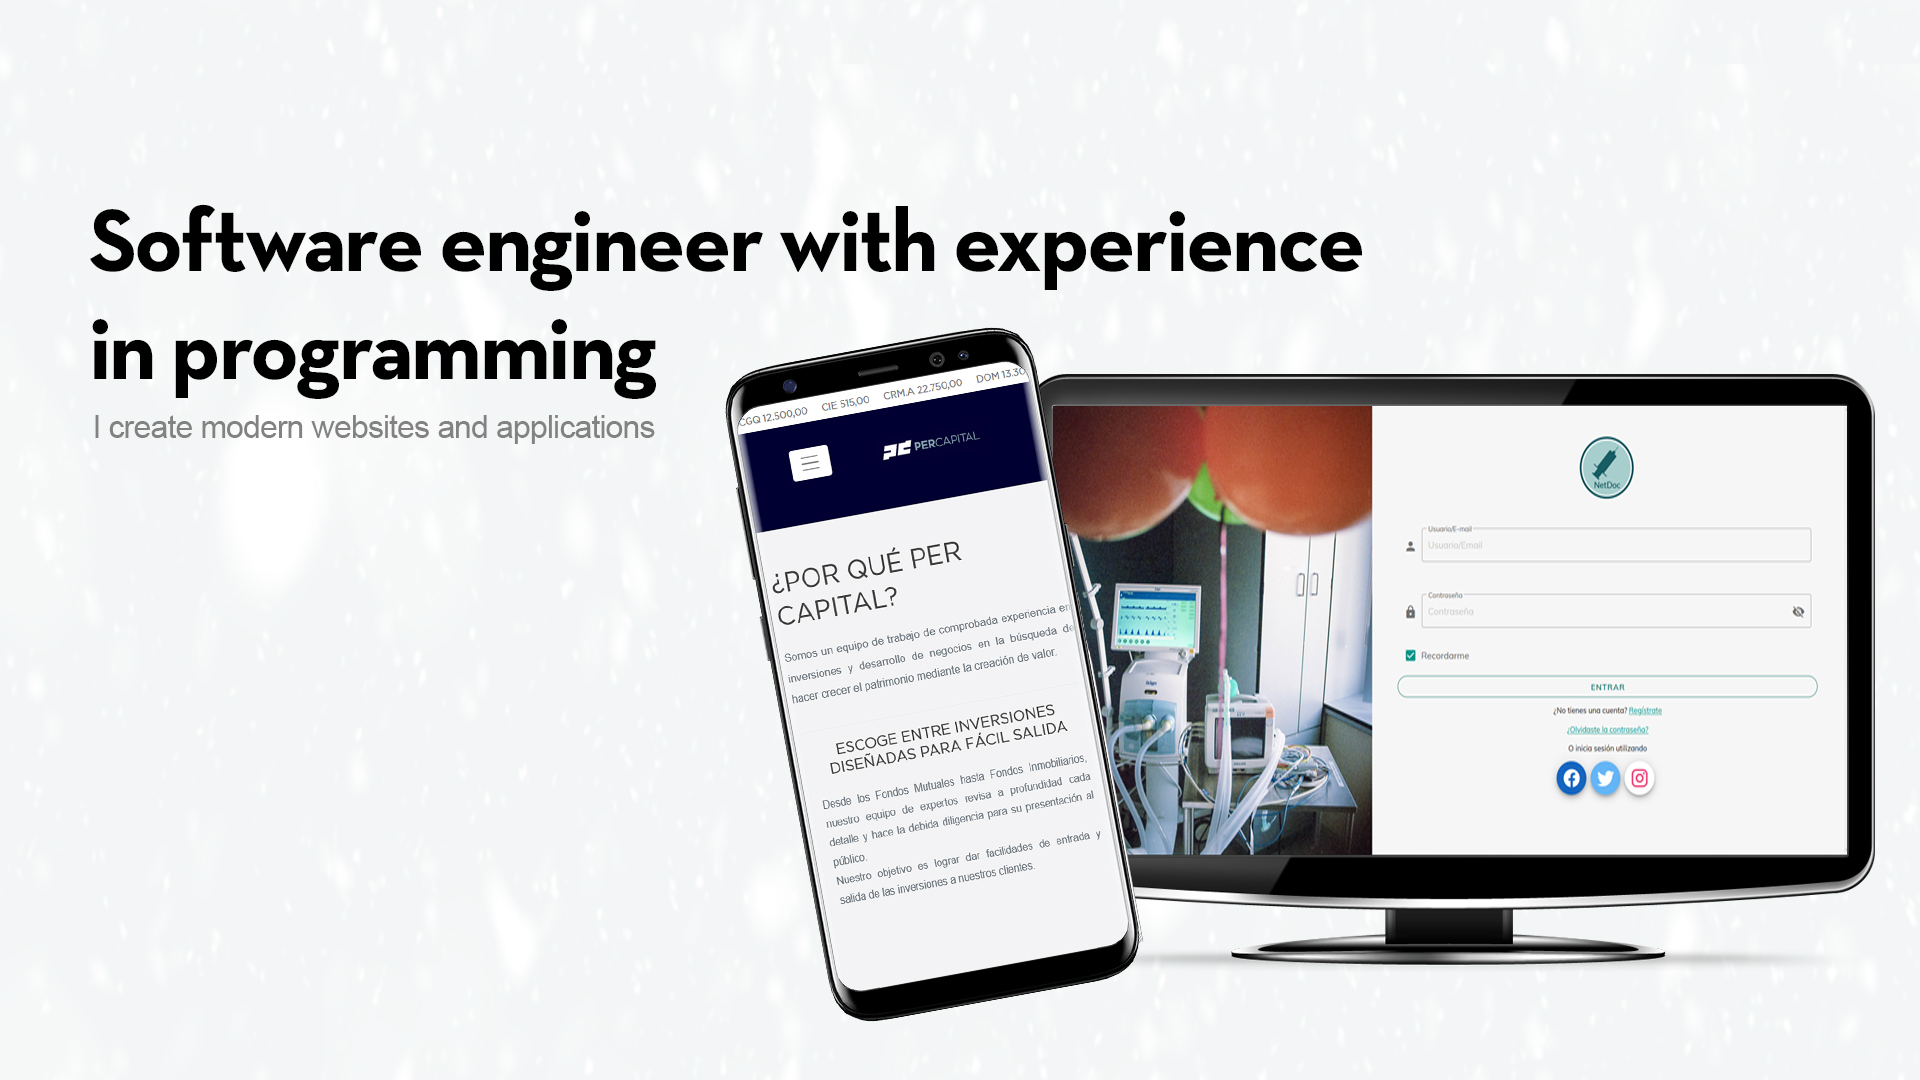 Software engineer with experience
in programming
I create modern websites and applications
CGQ 12.500,00 CIE 515,00 CRM.A 22.750,00 DOM 13.30
PERCAPITAL
¿POR QUÉ PER
CAPITAL?
Somos un equipo de trabajo de comprobada experiencia en
inversiones y desarrollo de negocios en la búsqueda de
hacer crecer el patrimonio mediante la creación de valor.
ESCOGE ENTRE INVERSIONES
DISEÑADAS PARA FÁCIL SALIDA
Desde los Fondos Mutuales hasta Fondos Inmobiliarios,
nuestro equipo de expertos revisa a profundidad cada
detalle y hace la debida diligencia para su presentación al
público.
Nuestro objetivo es lograr dar facilidades de entrada y
salida de las inversiones a nuestros clientes.
NetDoc
Usuario/E-mail
Usuario/Email
Contraseña
Contraseña
Recordarme
ENTRAR
¿No tienes una cuenta? Regístrate
¿Olvidaste la contraseña?
O inicia sesión utilizando